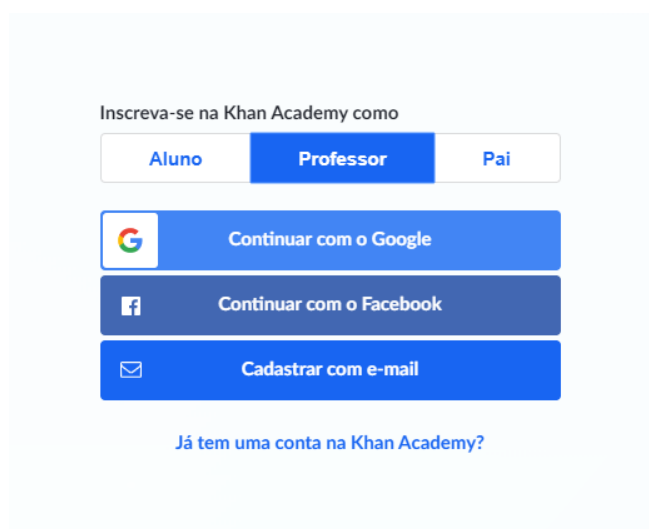 Inscreva-se na Khan Academy como
Aluno Professor Pai
Continuar com o Google
Continuar com o Facebook
Cadastrar com e-mail
Já tem uma conta na Khan Academy?